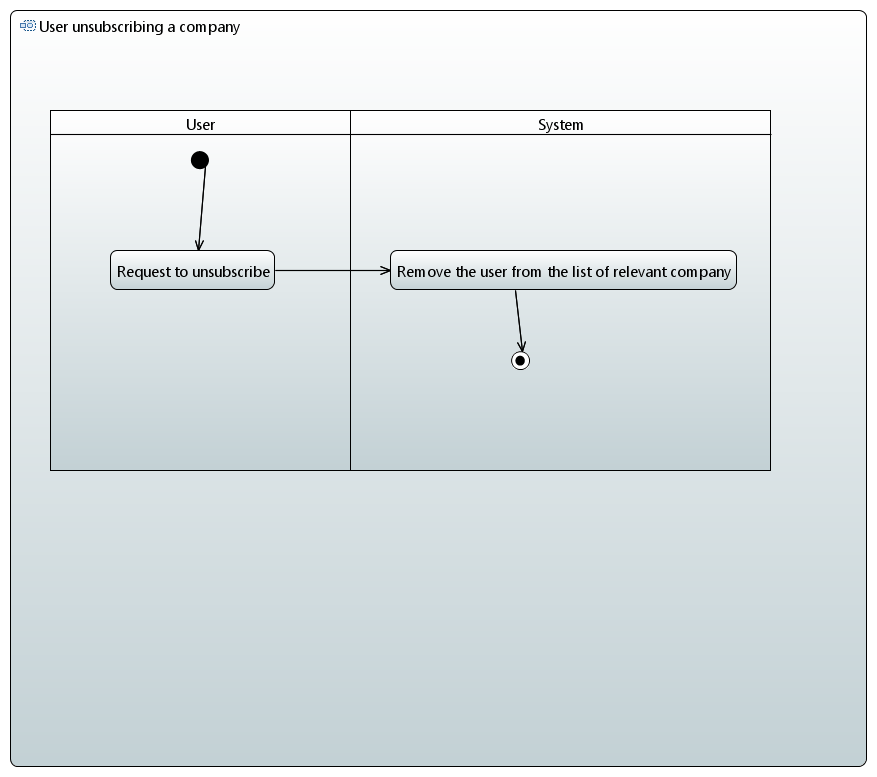 User unsubscribing a company
User
System
Request to unsubscribe
Remove the user from the list of relevant company